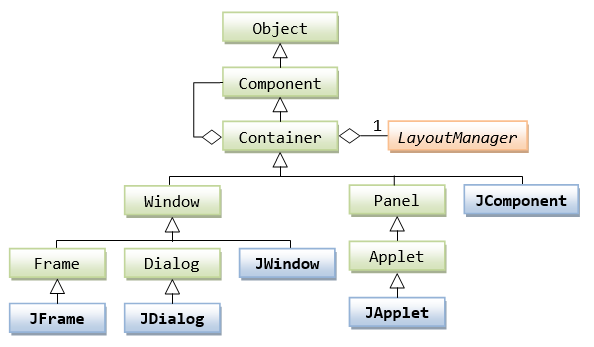 Object
Component
Container
1
LayoutManager
Window
Panel
JComponent
Frame
Dialog
JWindow
Applet
JFrame
JDialog
JApplet